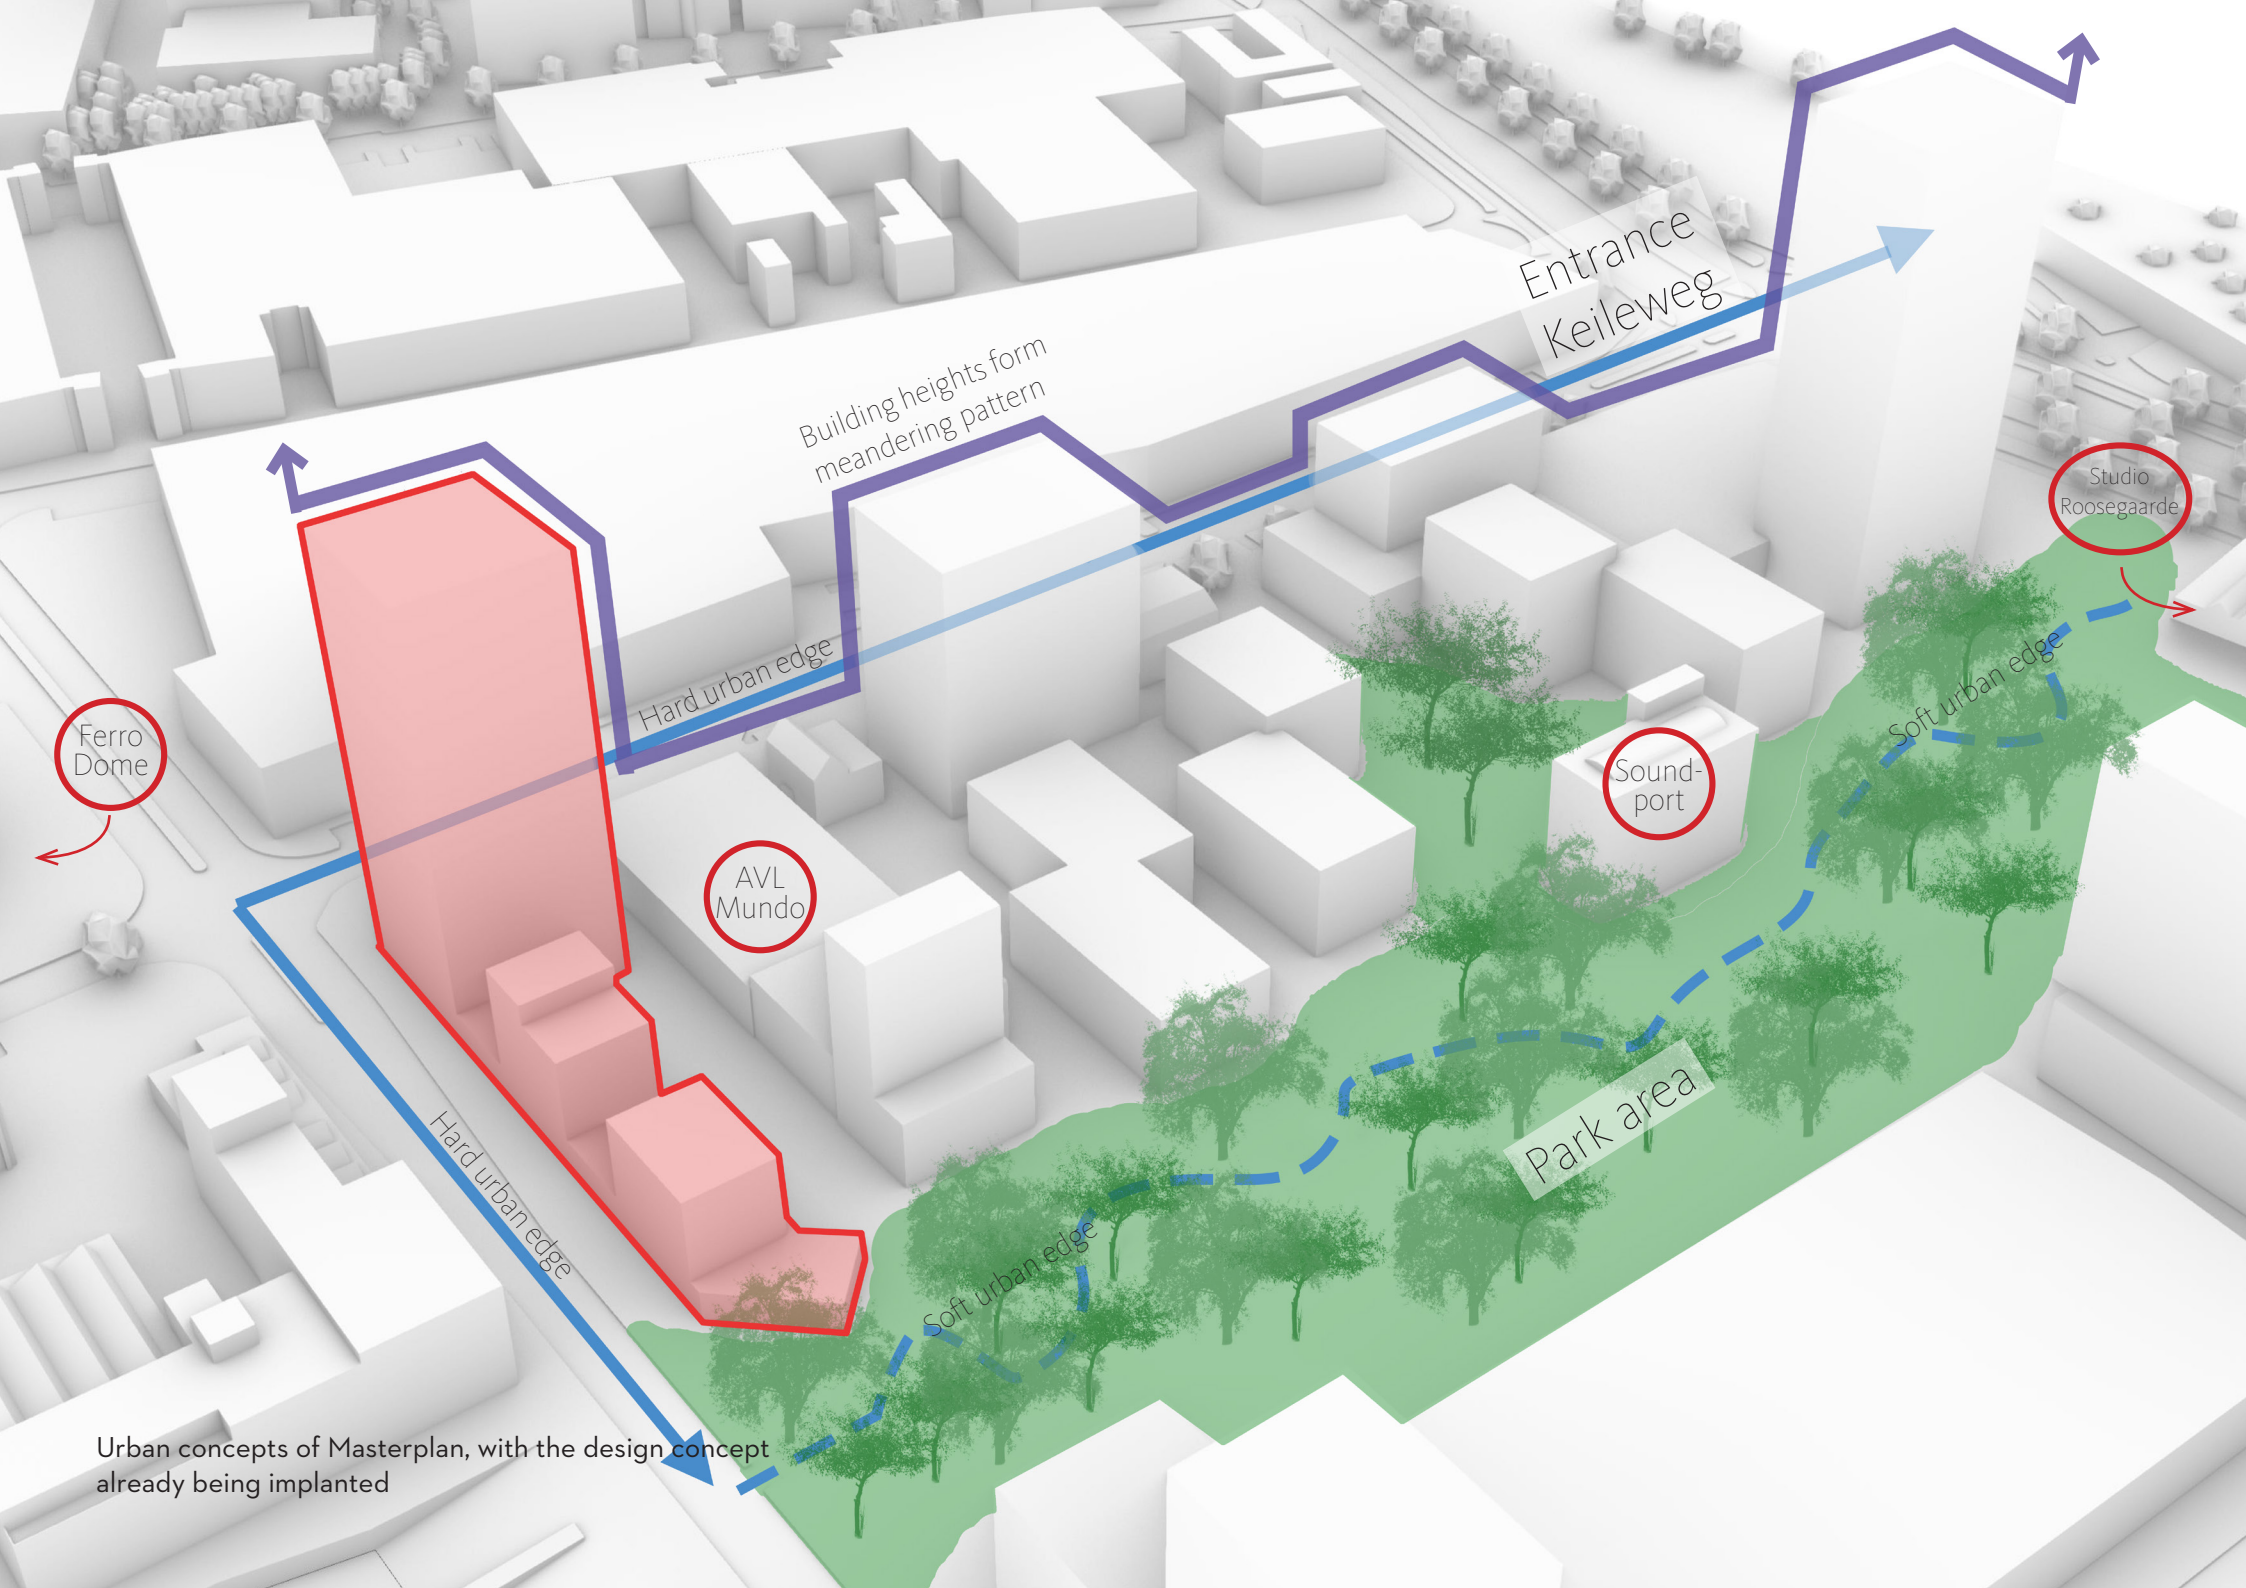 Entrance
Keileweg
Building heights form
meandering pattern
Studio
Roosegaarde
Hard urban edge
Soft urban edge
Ferro
Dome
Sound-
port
AVL
Mundo
Park area
Hard urban edge
Soft urban edge
Urban concepts of Masterplan, with the design concept
already being implanted